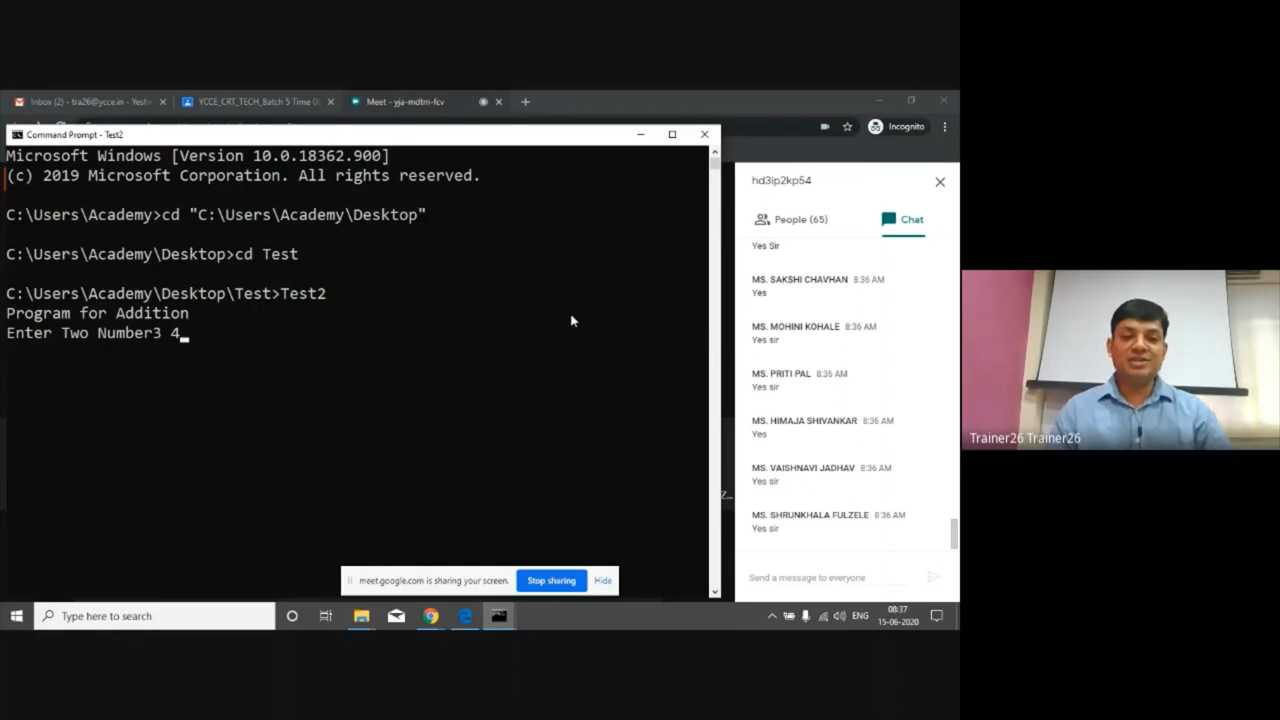 Inbox (2) - tra26@ycce.in - Yesh
YCCE_CRT_TECH_Batch 5 Time 0
Meet - yja-mdtm-fcv
Incognito
Command Prompt - Test2
Microsoft Windows [Version 10.0.18362.900]
(c) 2019 Microsoft Corporation. All rights reserved.
C:\Users\Academy>cd "C:\Users\Academy\Desktop"
C:\Users\Academy\Desktop>cd Test
C:\Users\Academy\Desktop\Test>Test2
Program for Addition
Enter Two Number3 4
hd3ip2kp54
People (65)
Chat
Yes Sir
MS. SAKSHI CHAVHAN 8:36 AM
Yes
MS. MOHINI KOHALE 8:36 AM
Yes sir
MS. PRITI PAL 8:36 AM
Yes sir
MS. HIMAJA SHIVANKAR 8:36 AM
Yes
MS. VAISHNAVI JADHAV 8:36 AM
Yes sir
MS. SHRUNKHALA FULZELE 8:36 AM
Yes sir
Send a message to everyone
Trainer26 Trainer26
meet.google.com is sharing your screen.
Stop sharing
Hide
Type here to search
ENG
08:37
15-06-2020